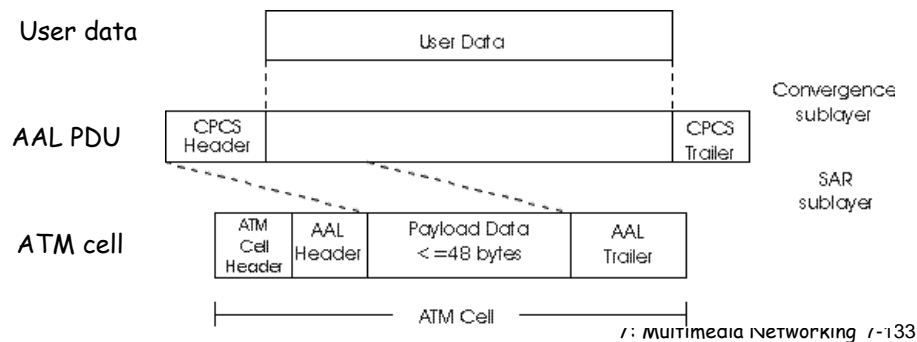 User data
User Data
Convergence
sublayer
AAL PDU
CPCS
Header
CPCS
Trailer
SAR
sublayer
ATM cell
ATM
Cell
Header
AAL
Header
Payload Data
<=48 bytes
AAL
Trailer
ATM Cell
7: Multimedia Networking 7-133